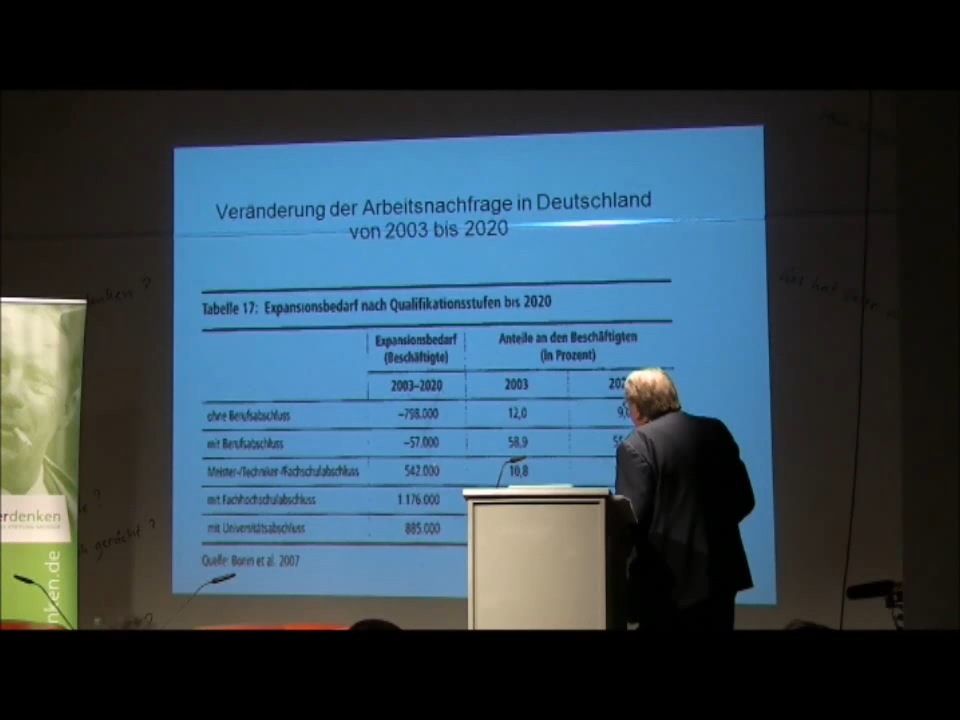 Veränderung der Arbeitsnachfrage in Deutschland
von 2003 bis 2020
Tabelle 17: Expansionsbedarf nach Qualifikationsstufen bis 2020
Expansionsbedarf Anteile an den Beschäftigten
(Beschäftigte) (in Prozent)
2003–2020 2003
ohne Berufsabschluss –798.000 12,0
mit Berufsabschluss –57.000 58,9
Meister-/Techniker-/Fachschulabschluss 542.000 10,8
mit Fachhochschulabschluss 1 176.000
mit Universitätsabschluss 885.000
Quelle: Bonin et al. 2007
erdenken
nken.de
denken ?